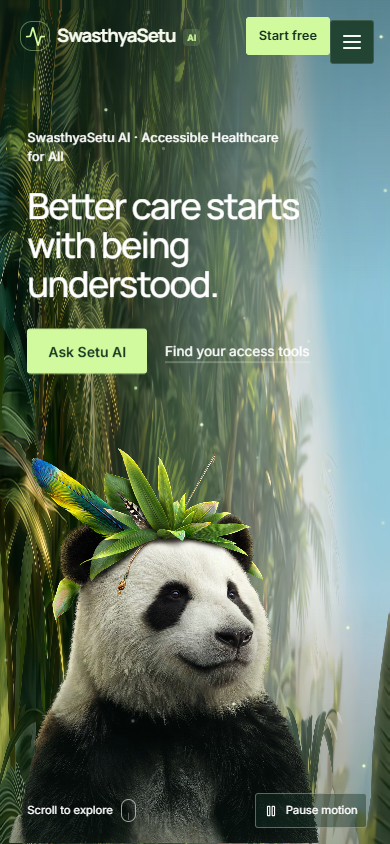 SwasthyaSetu AI
Start free
SwasthyaSetu AI · Accessible Healthcare
for All
Better care starts
with being
understood.
Ask Setu AI
Find your access tools
Scroll to explore
Pause motion